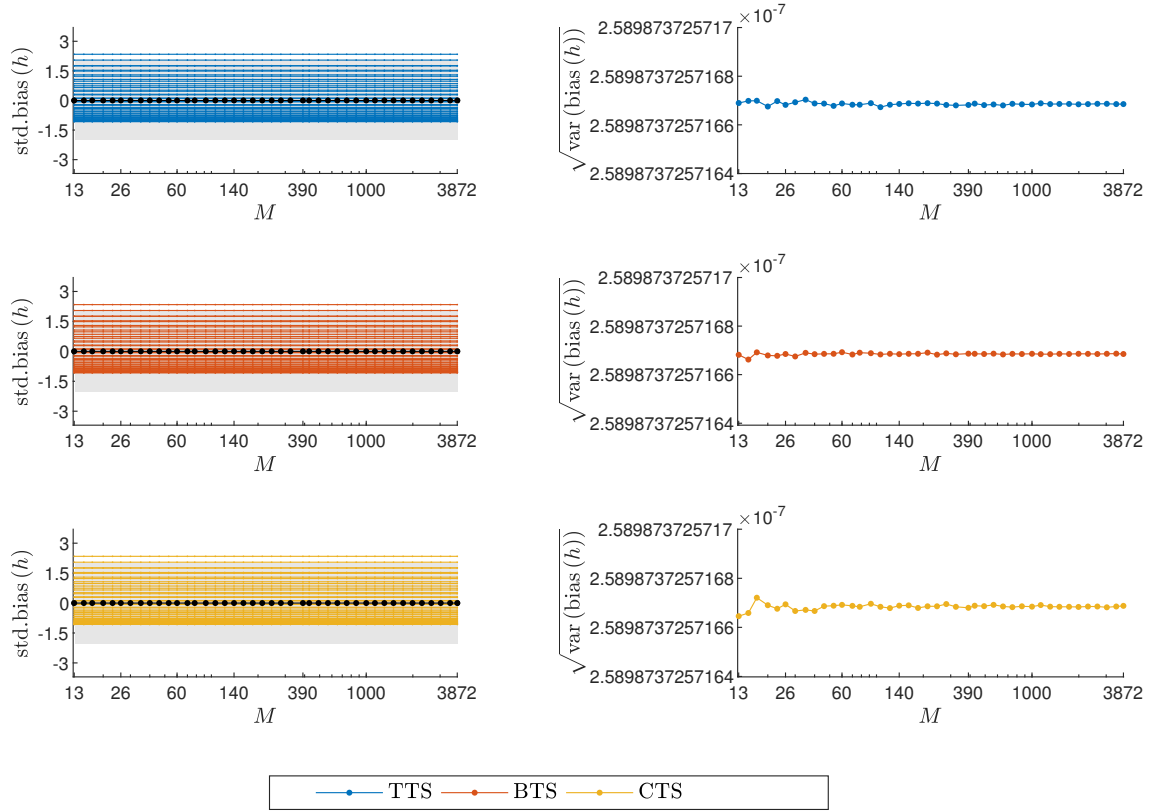 3
1.5
0
-1.5
-3
std.bias (h)
13 26 60 140 390 1000 3872
M
×10⁻⁷
2.589873725717
2.5898737257168
2.5898737257166
2.5898737257164
√var (bias (h))
13 26 60 140 390 1000 3872
M
3
1.5
0
-1.5
-3
std.bias (h)
13 26 60 140 390 1000 3872
M
×10⁻⁷
2.589873725717
2.5898737257168
2.5898737257166
2.5898737257164
√var (bias (h))
13 26 60 140 390 1000 3872
M
3
1.5
0
-1.5
-3
std.bias (h)
13 26 60 140 390 1000 3872
M
×10⁻⁷
2.589873725717
2.5898737257168
2.5898737257166
2.5898737257164
√var (bias (h))
13 26 60 140 390 1000 3872
M
TTS BTS CTS